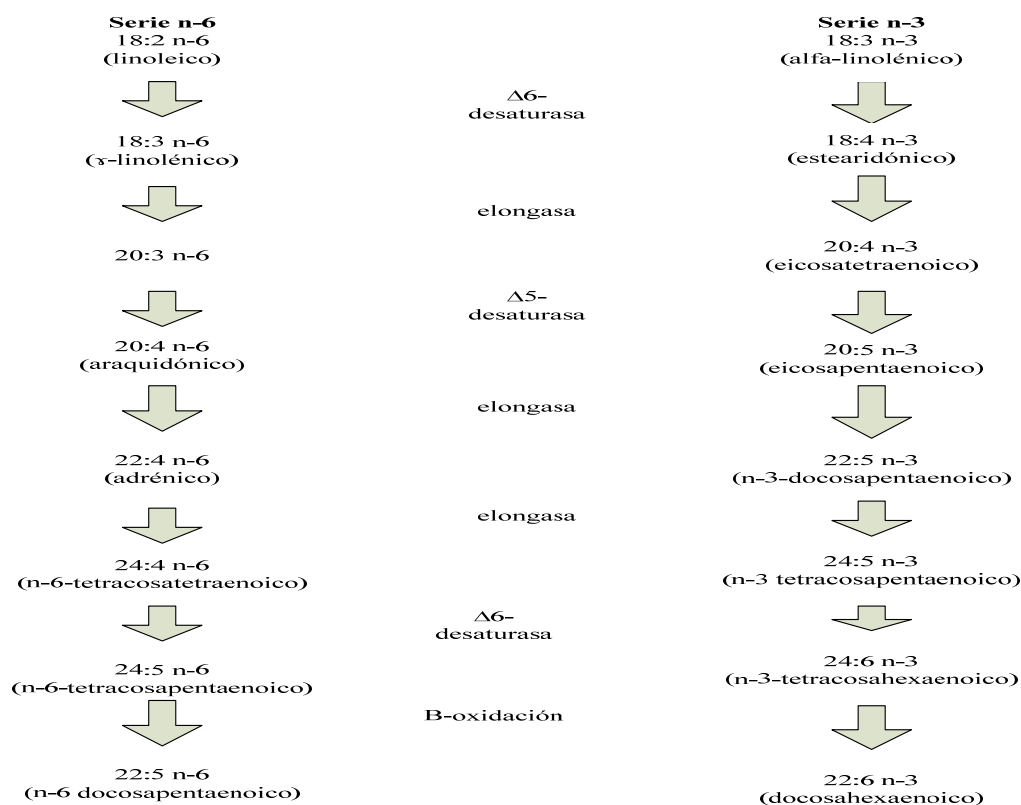 Serie n-6
18:2 n-6
(linoleico)
Serie n-3
18:3 n-3
(alfa-linolénico)
Δ6-
desaturasa
18:3 n-6
(ɤ-linolénico)
18:4 n-3
(estearidónico)
elongasa
20:3 n-6
20:4 n-3
(eicosatetraenoico)
Δ5-
desaturasa
20:4 n-6
(araquidónico)
20:5 n-3
(eicosapentaenoico)
elongasa
22:4 n-6
(adrénico)
22:5 n-3
(n-3-docosapentaenoico)
elongasa
24:4 n-6
(n-6-tetracosatetraenoico)
24:5 n-3
(n-3 tetracosapentaenoico)
Δ6-
desaturasa
24:5 n-6
(n-6-tetracosapentaenoico)
24:6 n-3
(n-3-tetracosahexaenoico)
B-oxidación
22:5 n-6
(n-6 docosapentaenoico)
22:6 n-3
(docosahexaenoico)